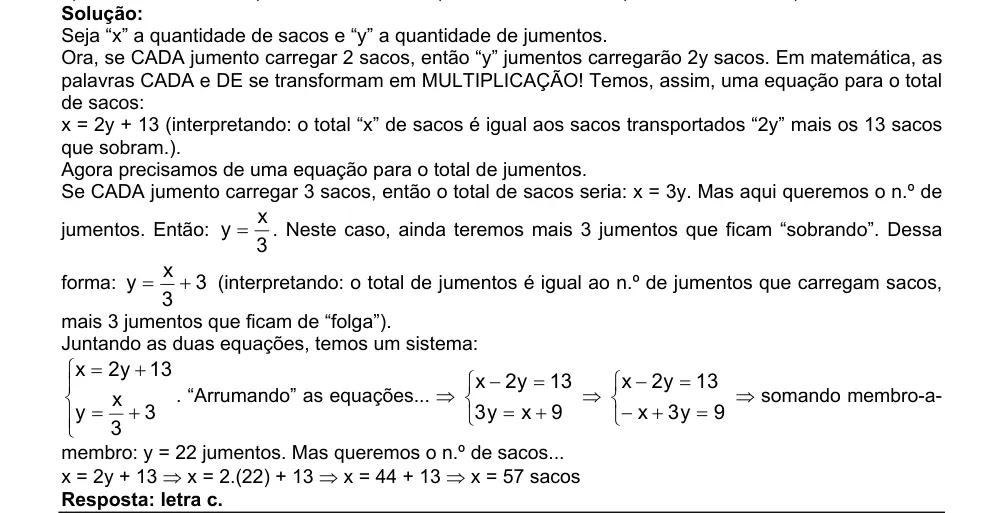 Solução:
Seja “x” a quantidade de sacos e “y” a quantidade de jumentos.
Ora, se CADA jumento carregar 2 sacos, então “y” jumentos carregarão 2y sacos. Em matemática, as
palavras CADA e DE se transformam em MULTIPLICAÇÃO! Temos, assim, uma equação para o total
de sacos:
x = 2y + 13 (interpretando: o total “x” de sacos é igual aos sacos transportados “2y” mais os 13 sacos
que sobram.).
Agora precisamos de uma equação para o total de jumentos.
Se CADA jumento carregar 3 sacos, então o total de sacos seria: x = 3y. Mas aqui queremos o n.º de
jumentos. Então: y = x/3. Neste caso, ainda teremos mais 3 jumentos que ficam “sobrando”. Dessa
forma: y = x/3 + 3 (interpretando: o total de jumentos é igual ao n.º de jumentos que carregam sacos,
mais 3 jumentos que ficam de “folga”).
Juntando as duas equações, temos um sistema:
{x = 2y + 13; y = x/3 + 3. “Arrumando” as equações... ⇒ {x − 2y = 13; 3y = x + 9 ⇒ {x − 2y = 13; − x + 3y = 9 ⇒ somando membro-a-
membro: y = 22 jumentos. Mas queremos o n.º de sacos...
x = 2y + 13 ⇒ x = 2.(22) + 13 ⇒ x = 44 + 13 ⇒ x = 57 sacos
Resposta: letra c.